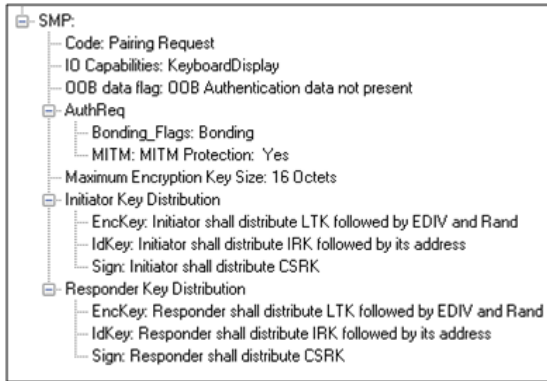 SMP:
Code: Pairing Request
IO Capabilities: KeyboardDisplay
OOB data flag: OOB Authentication data not present
AuthReq
Bonding_Flags: Bonding
MITM: MITM Protection: Yes
Maximum Encryption Key Size: 16 Octets
Initiator Key Distribution
EncKey: Initiator shall distribute LTK followed by EDIV and Rand
IdKey: Initiator shall distribute IRK followed by its address
Sign: Initiator shall distribute CSRK
Responder Key Distribution
EncKey: Responder shall distribute LTK followed by EDIV and Rand
IdKey: Responder shall distribute IRK followed by its address
Sign: Responder shall distribute CSRK